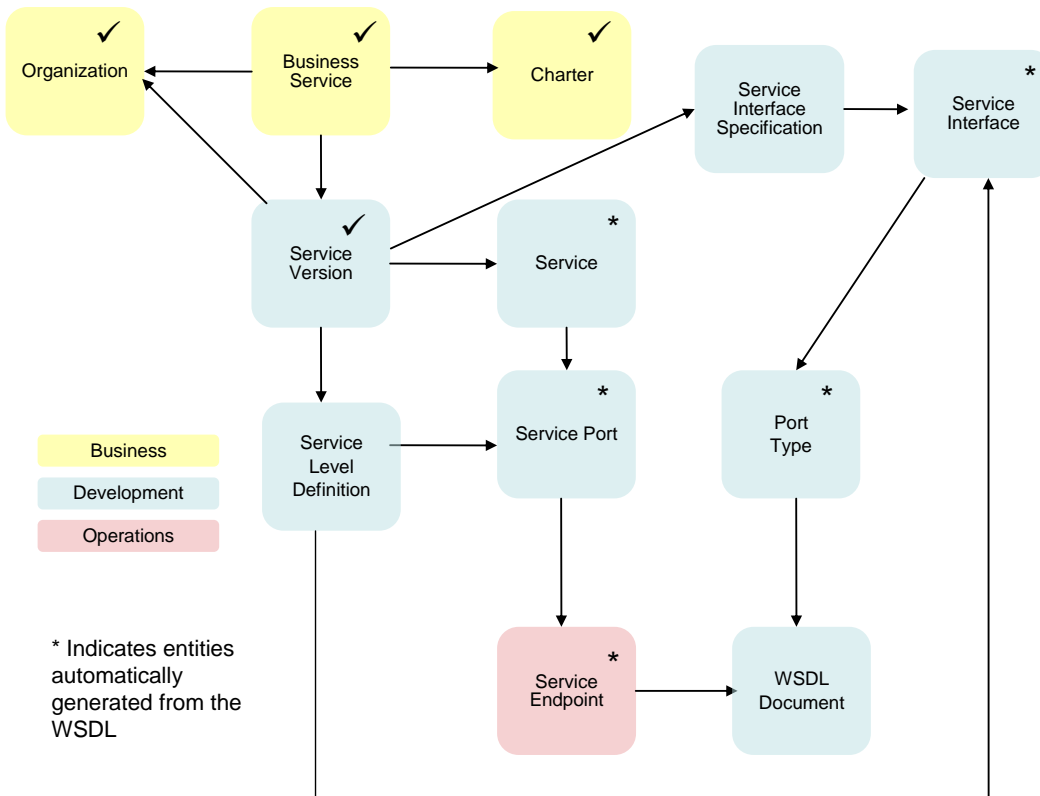 ✓
Organization
✓
Business
Service
✓
Charter
Service
Interface
Specification
*
Service
Interface
✓
Service
Version
*
Service
Service
Level
Definition
*
Service Port
*
Port
Type
Business
Development
Operations
* Indicates entities
automatically
generated from the
WSDL
*
Service
Endpoint
WSDL
Document